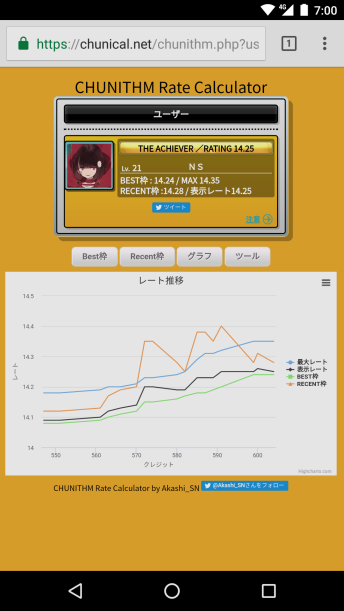 4G 7:00
https://chunical.net/chunithm.php?us
1
CHUNITHM Rate Calculator
ユーザー
THE ACHIEVER ／RATING 14.25
Lv. 21 ＮＳ
BEST枠 : 14.24 / MAX 14.35
RECENT枠 :14.28 / 表示レート14.25
ツイート
注意
Best枠 Recent枠 グラフ ツール
レート推移
14.5
14.4
14.3
14.2
14.1
14
レート
550 560 570 580 590 600
クレジット
最大レート
表示レート
BEST枠
RECENT枠
Highcharts.com
CHUNITHM Rate Calculator by Akashi_SN @Akashi_SNさんをフォロー